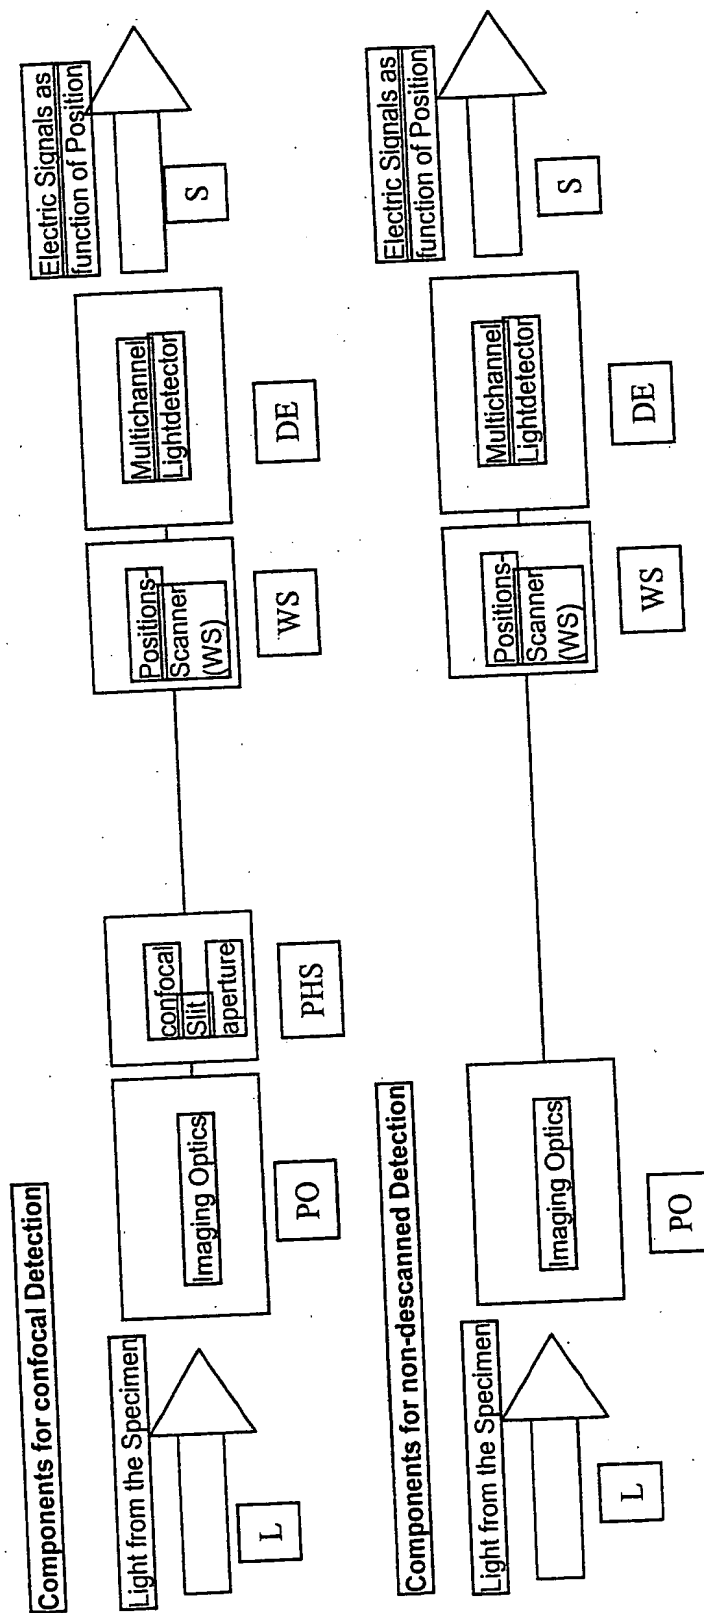 Components for confocal Detection
Light from the Specimen
L
Imaging Optics
PO
confocal
Slit
aperture
PHS
Positions-
Scanner
(WS)
WS
Multichannel
Lightdetector
DE
Electric Signals as
function of Position
S
Components for non-descanned Detection
Light from the Specimen
L
Imaging Optics
PO
Positions-
Scanner
(WS)
WS
Multichannel
Lightdetector
DE
Electric Signals as
function of Position
S